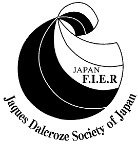 JAPAN
F.I.E.R
Jaques Dalcroze Society of Japan